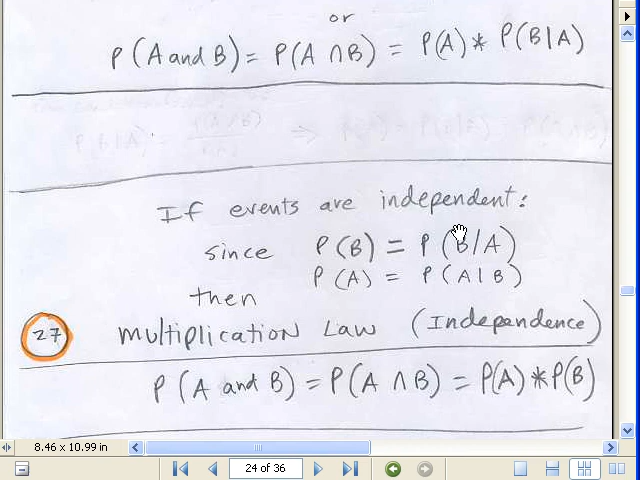 or
P (A and B) = P(A ∩ B) = P(A) * P(B|A)
If events are independent:
since P(B) = P(B/A)
P(A) = P(A|B)
then
27 Multiplication Law (Independence)
P (A and B) = P(A ∩ B) = P(A) * P(B)
8.46 x 10.99 in
24 of 36